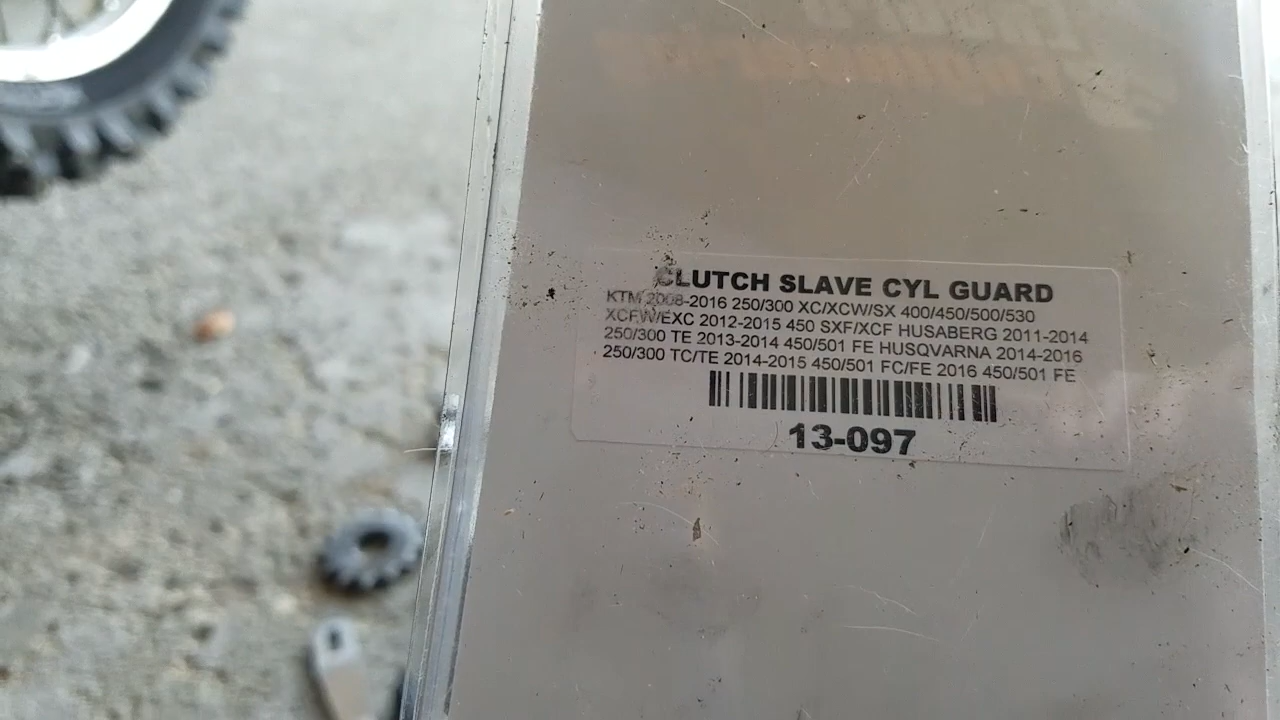 CLUTCH SLAVE CYL GUARD
KTM 2008-2016 250/300 XC/XCW/SX 400/450/500/530
XCFW/EXC 2012-2015 450 SXF/XCF HUSABERG 2011-2014
250/300 TE 2013-2014 450/501 FE HUSQVARNA 2014-2016
250/300 TC/TE 2014-2015 450/501 FC/FE 2016 450/501 FE
13-097